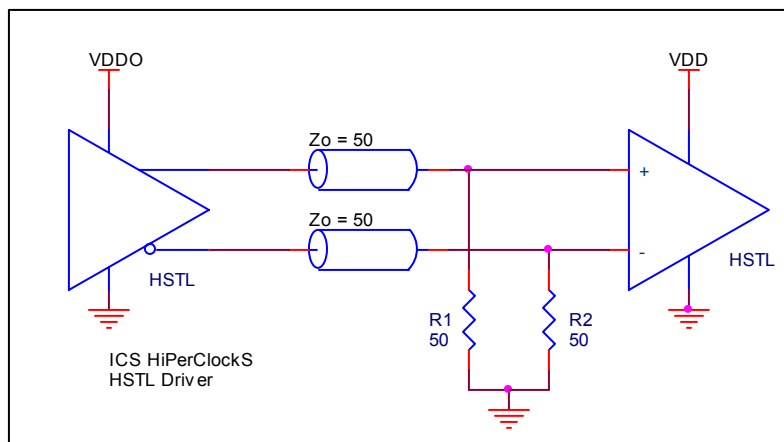 VDDO
VDD
Zo = 50
+
Zo = 50
-
HSTL
HSTL
R1
50
R2
50
ICS HiPerClockS
HSTL Driver